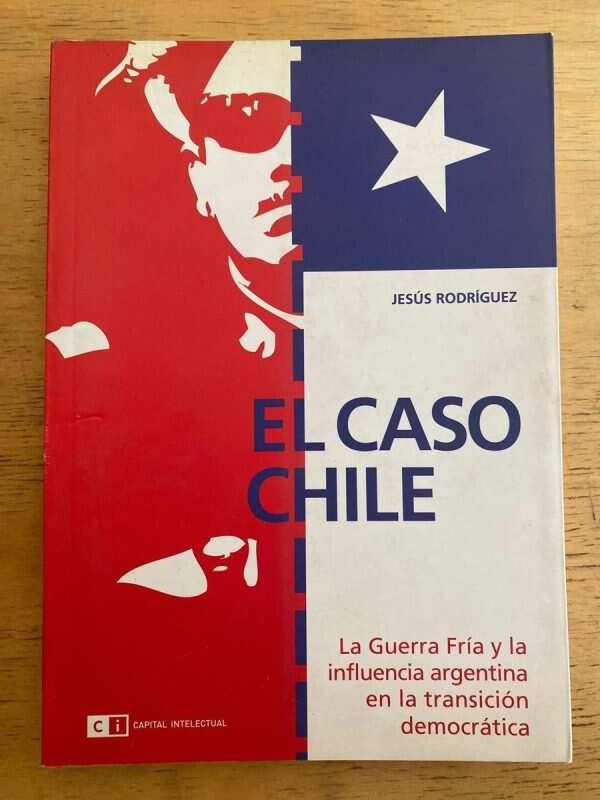 JESÚS RODRÍGUEZ
EL CASO
CHILE
La Guerra Fría y la
influencia argentina
en la transición
democrática
ci CAPITAL INTELECTUAL